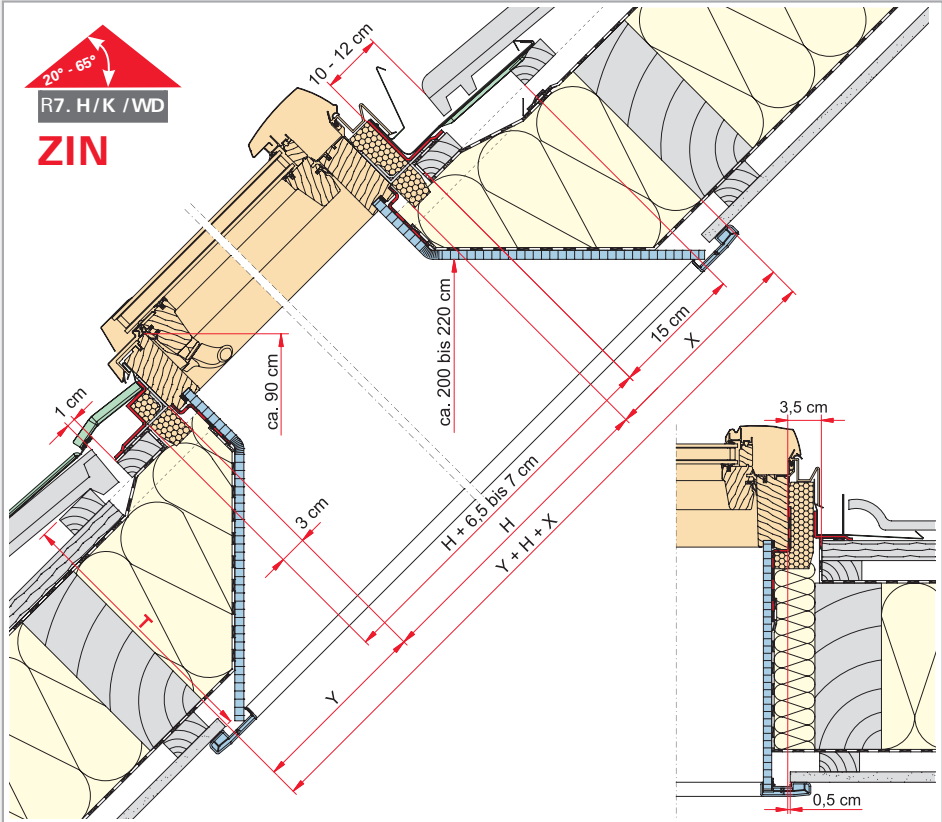 20° - 65°
R7. H / K / WD
ZIN
10 - 12 cm
1 cm
ca. 90 cm
ca. 200 bis 220 cm
15 cm
X
3 cm
H + 6,5 bis 7 cm
H
Y + H + X
T
Y
3,5 cm
0,5 cm